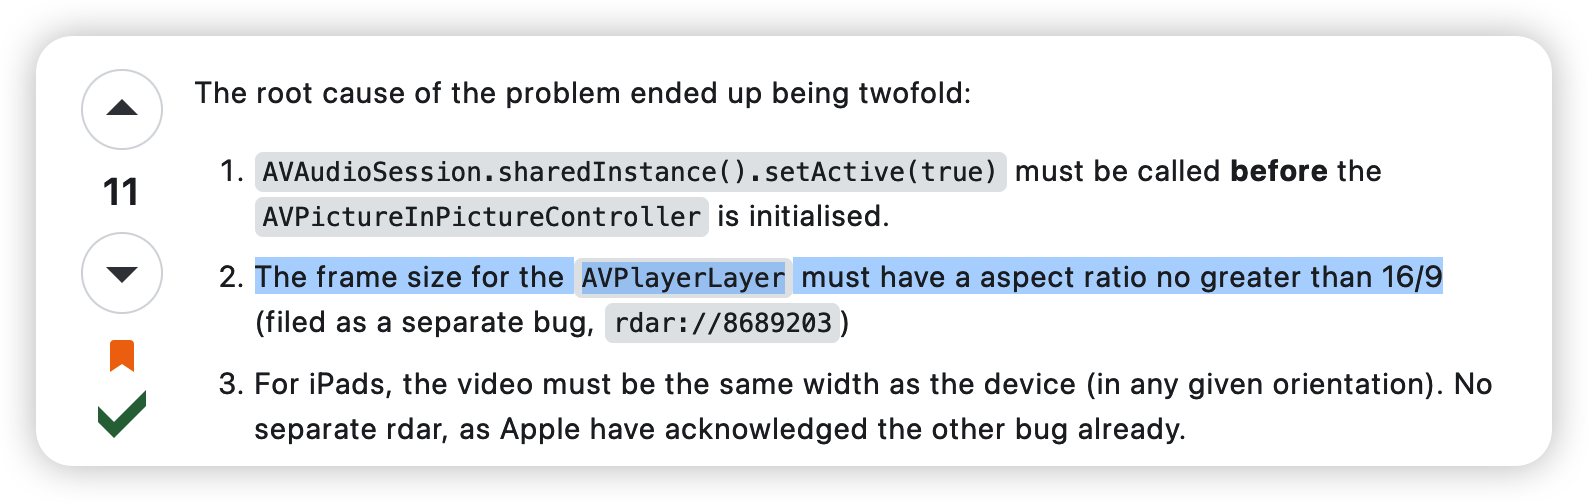 The root cause of the problem ended up being twofold:
1. AVAudioSession.sharedInstance().setActive(true) must be called before the
AVPictureInPictureController is initialised.
11
2. The frame size for the AVPlayerLayer must have a aspect ratio no greater than 16/9
(filed as a separate bug, rdar://8689203)
3. For iPads, the video must be the same width as the device (in any given orientation). No
separate rdar, as Apple have acknowledged the other bug already.